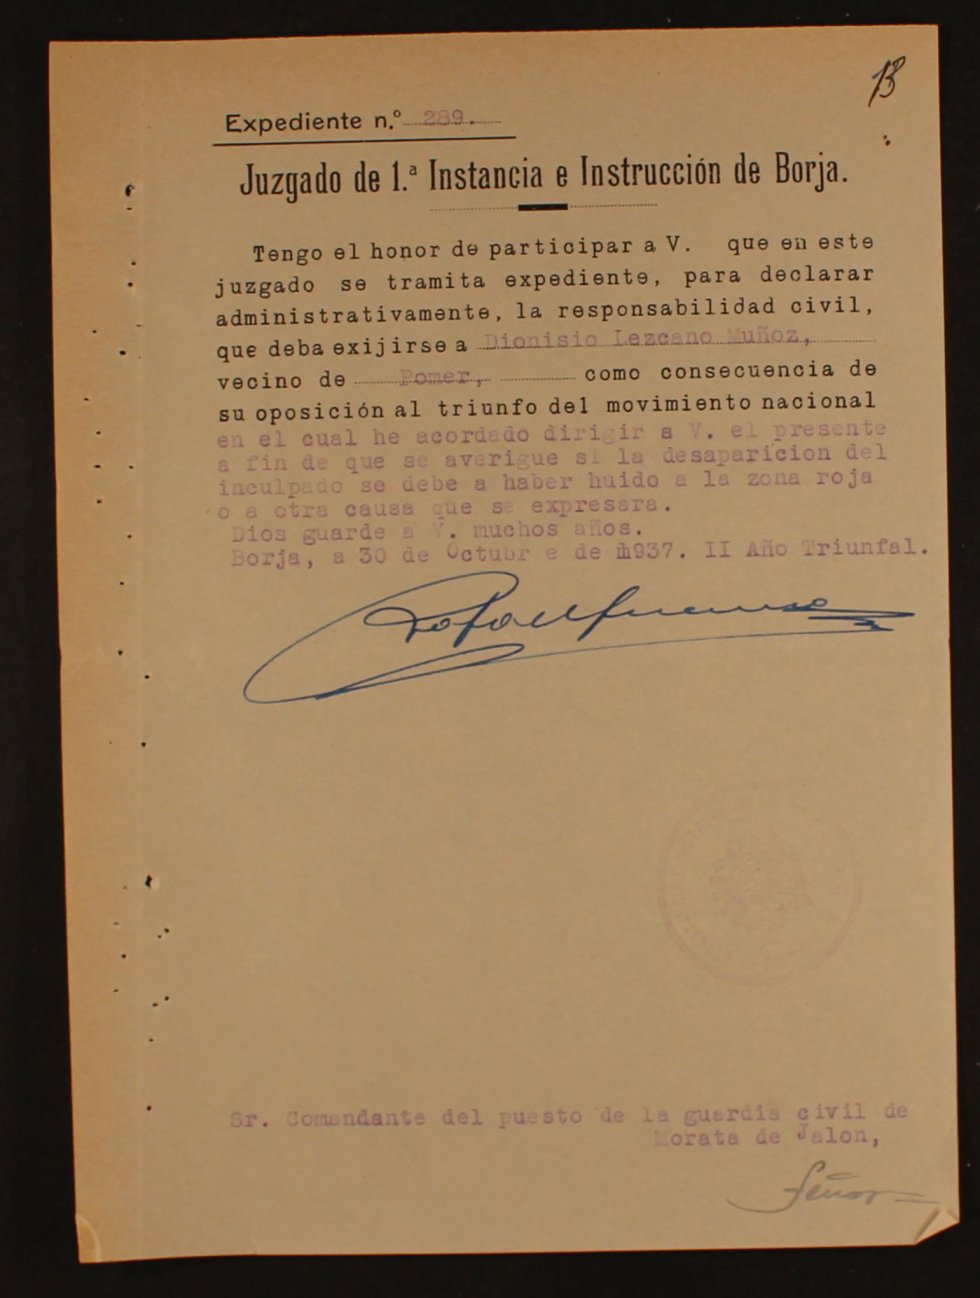 13
Expediente n.º 289.
Juzgado de 1.ª Instancia e Instrucción de Borja.
Tengo el honor de participar a V. que en este
juzgado se tramita expediente, para declarar
administrativamente, la responsabilidad civil,
que deba exijirse a Dionisio Lezcano Muñoz,
vecino de Pomer, como consecuencia de
su oposición al triunfo del movimiento nacional
en el cual he acordado dirigir a V. el presente
a fin de que se averigue si la desaparicion del
inculpado se debe a haber huido a la zona roja
o a otra causa que se expresara.
Dios guarde a V. muchos años.
Borja, a 30 de Octubr e de 1937. II Año Triunfal.
Sr. Comandante del puesto de la guardia civil de
Morata de Jalon,